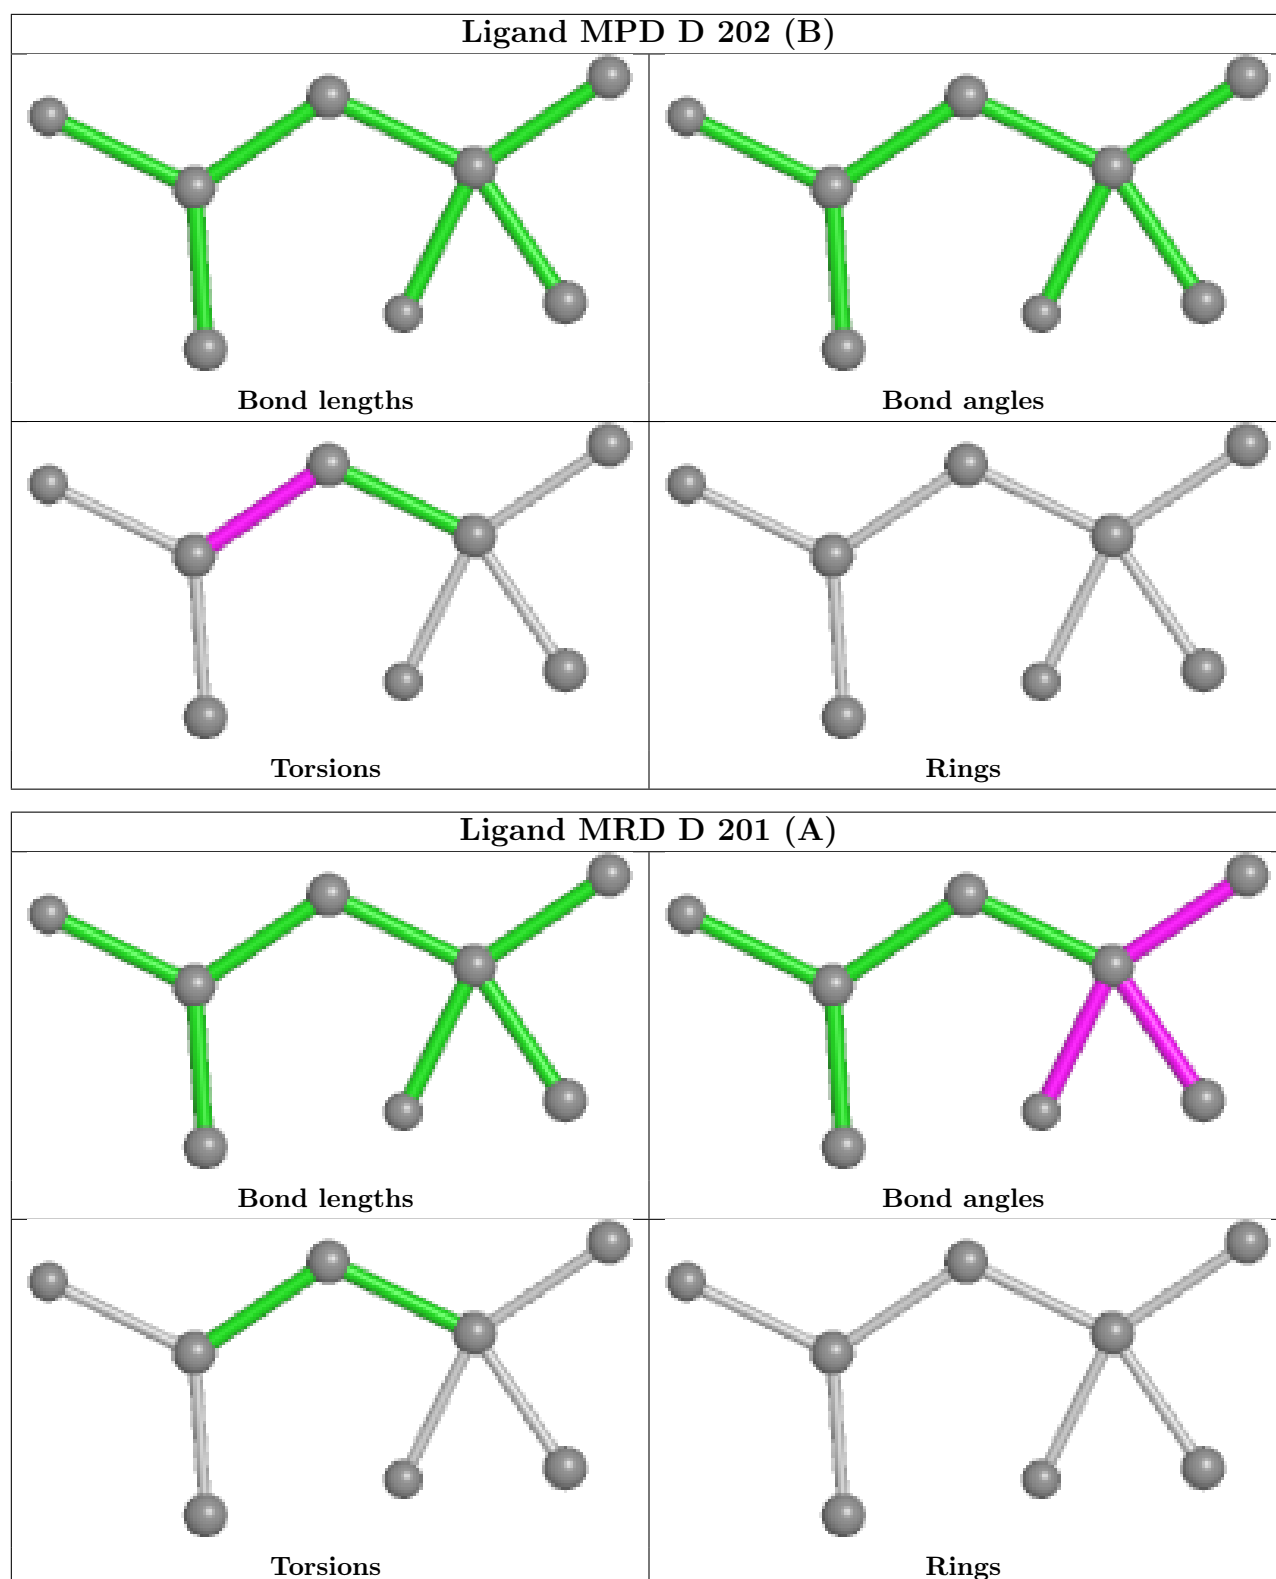 Ligand MPD D 202 (B)
Bond lengths
Bond angles
Torsions
Rings
Ligand MRD D 201 (A)
Bond lengths
Bond angles
Torsions
Rings